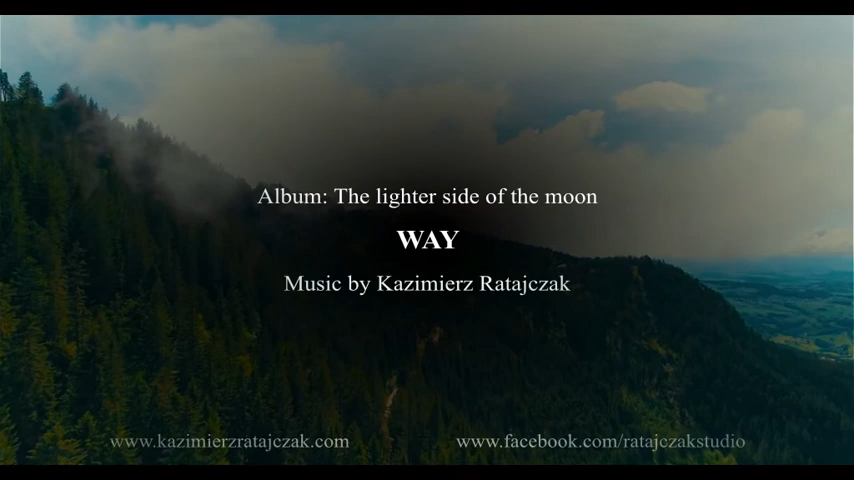 Album: The lighter side of the moon
WAY
Music by Kazimierz Ratajczak
www.kazimierzratajczak.com www.facebook.com/ratajczakstudio